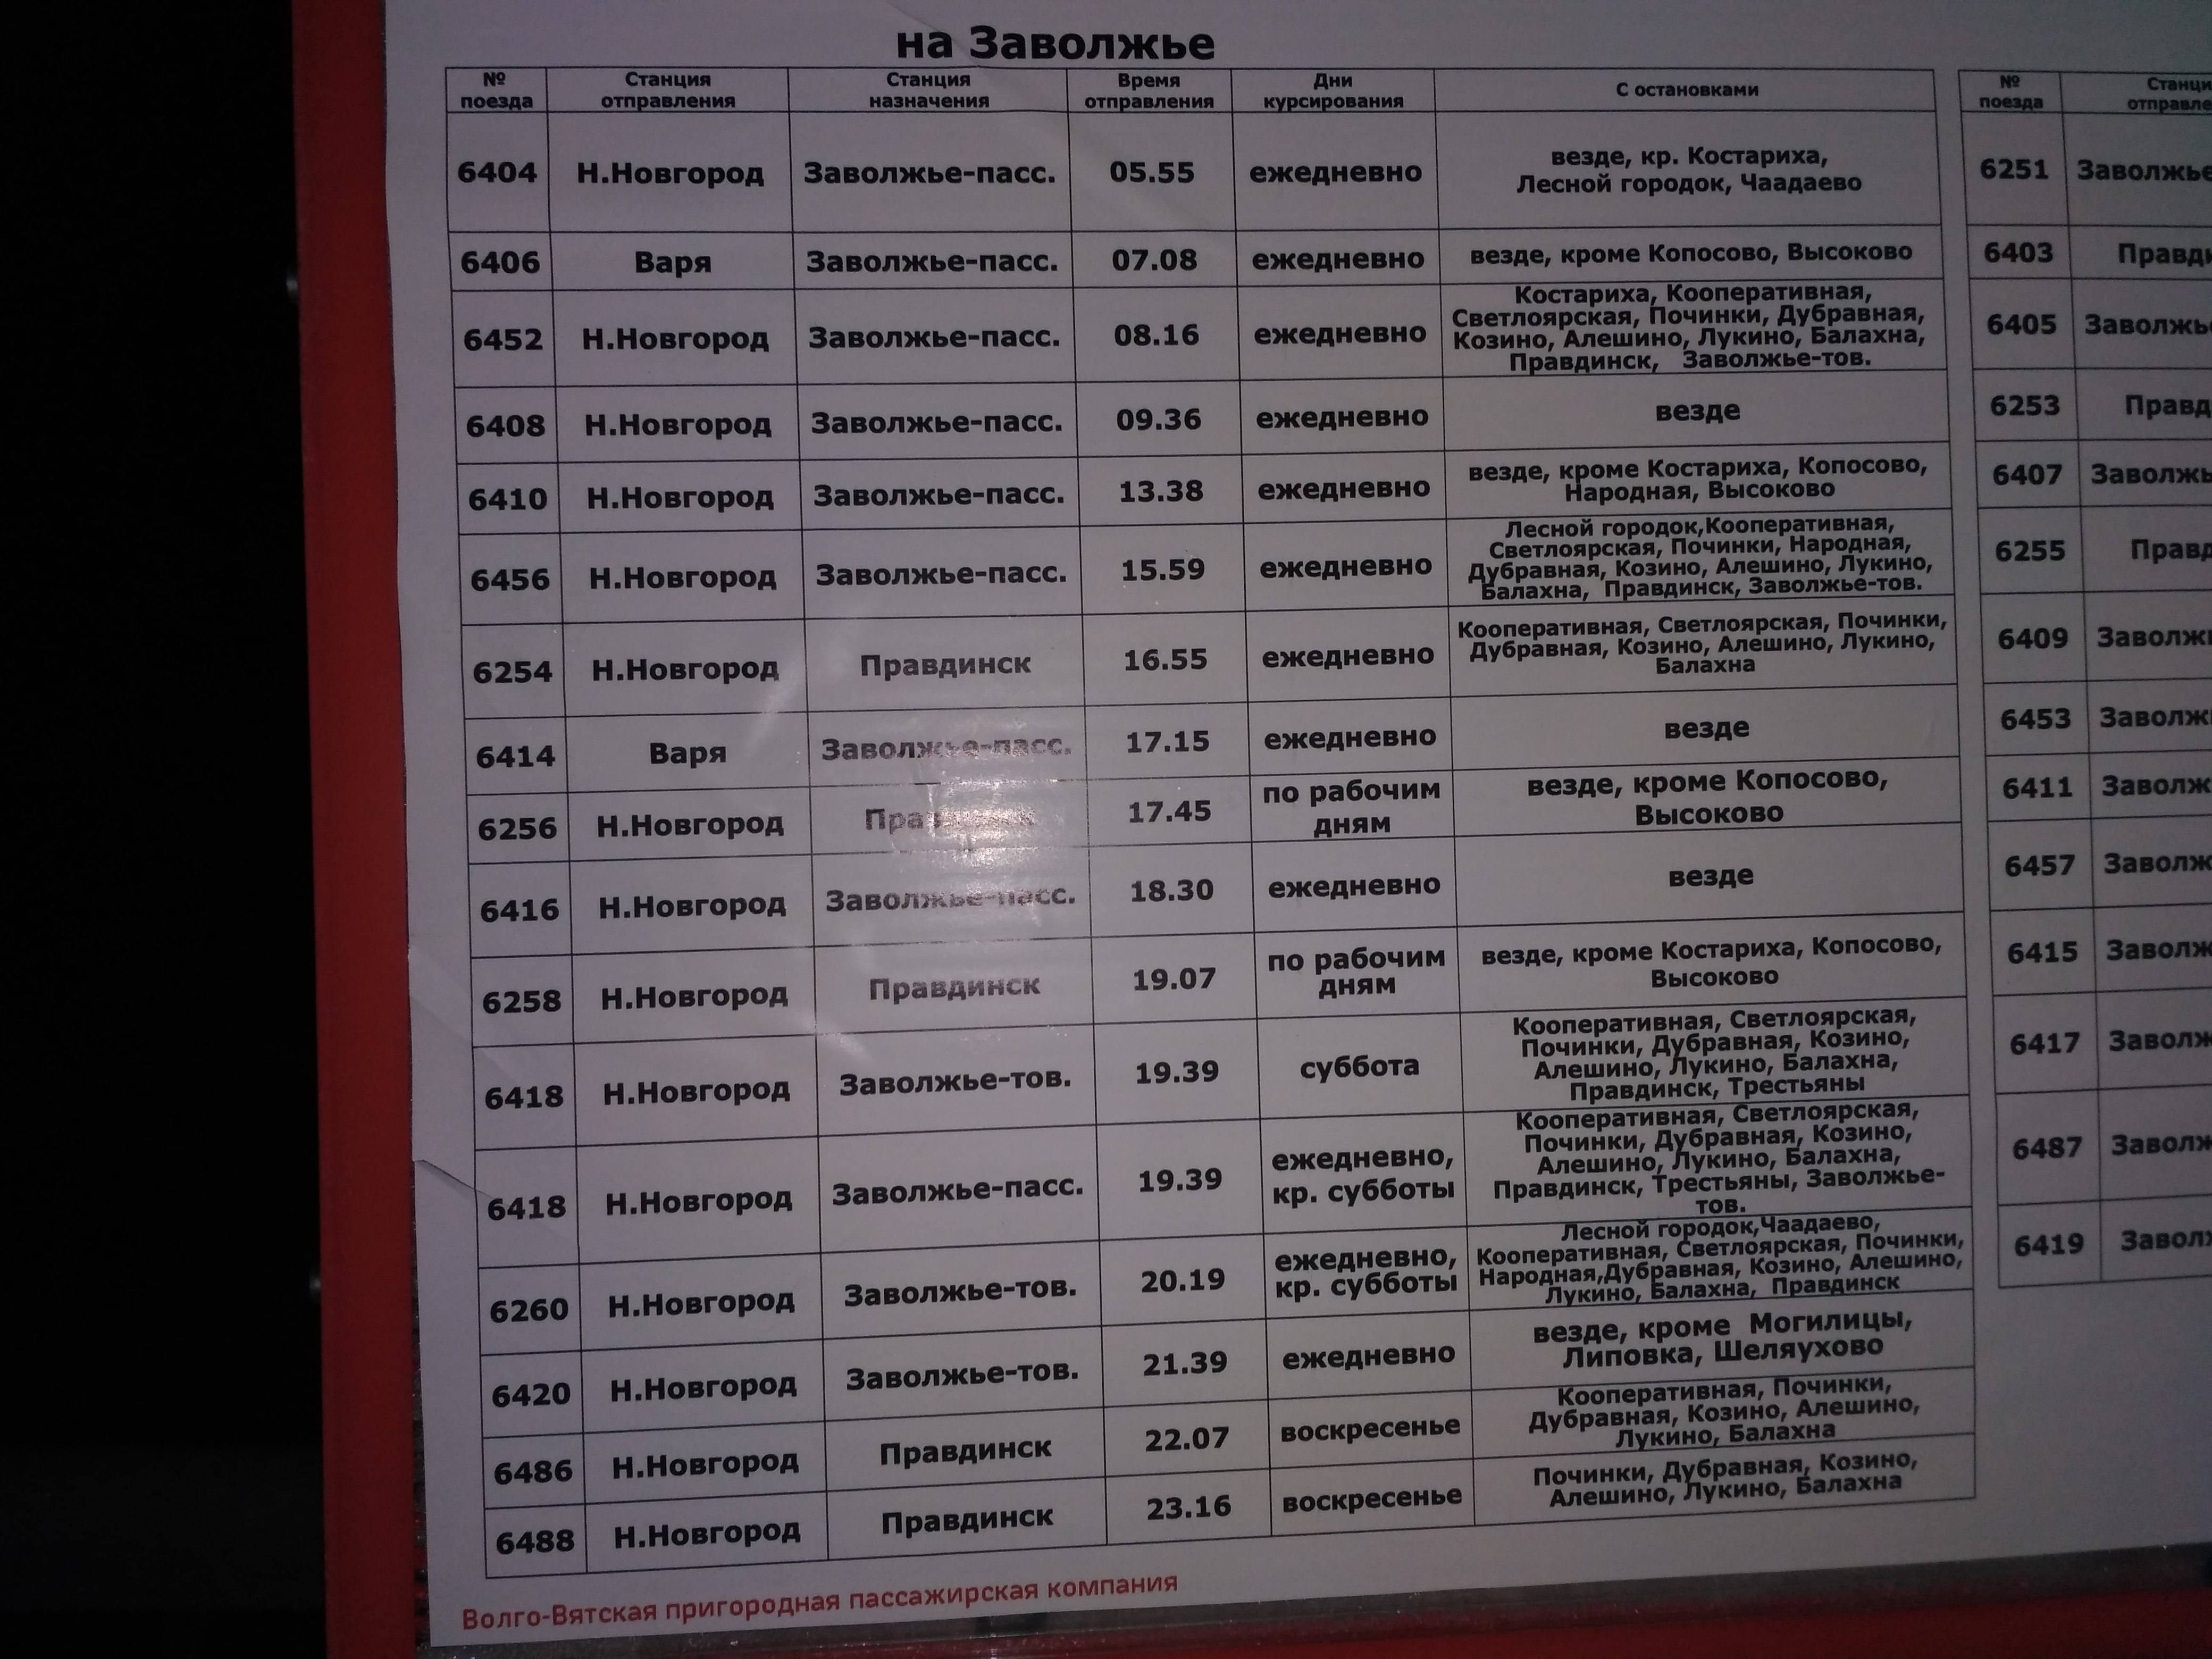 на Заволжье
№ поезда Станция отправления Станция назначения Время отправления Дни курсирования С остановками
6404 Н.Новгород Заволжье-пасс. 05.55 ежедневно везде, кр. Костариха,
Лесной городок, Чаадаево
6406 Варя Заволжье-пасс. 07.08 ежедневно везде, кроме Копосово, Высоково
6452 Н.Новгород Заволжье-пасс. 08.16 ежедневно Костариха, Кооперативная,
Светлоярская, Починки, Дубравная,
Козино, Алешино, Лукино, Балахна,
Правдинск, Заволжье-тов.
6408 Н.Новгород Заволжье-пасс. 09.36 ежедневно везде
6410 Н.Новгород Заволжье-пасс. 13.38 ежедневно везде, кроме Костариха, Копосово,
Народная, Высоково
6456 Н.Новгород Заволжье-пасс. 15.59 ежедневно Лесной городок,Кооперативная,
Светлоярская, Починки, Народная,
Дубравная, Козино, Алешино, Лукино,
Балахна, Правдинск, Заволжье-тов.
6254 Н.Новгород Правдинск 16.55 ежедневно Кооперативная, Светлоярская, Починки,
Дубравная, Козино, Алешино, Лукино,
Балахна
6414 Варя Заволжье-пасс. 17.15 ежедневно везде
6256 Н.Новгород 17.45 по рабочим дням везде, кроме Копосово,
Высоково
6416 Н.Новгород Заволжье-пасс. 18.30 ежедневно везде
6258 Н.Новгород Правдинск 19.07 по рабочим дням везде, кроме Костариха, Копосово,
Высоково
6418 Н.Новгород Заволжье-тов. 19.39 суббота Кооперативная, Светлоярская,
Починки, Дубравная, Козино,
Алешино, Лукино, Балахна,
Правдинск, Трестьяны
6418 Н.Новгород Заволжье-пасс. 19.39 ежедневно, кр. субботы Кооперативная, Светлоярская,
Починки, Дубравная, Козино,
Алешино, Лукино, Балахна,
Правдинск, Трестьяны, Заволжье-
тов.
6260 Н.Новгород Заволжье-тов. 20.19 ежедневно, кр. субботы Лесной городок,Чаадаево,
Кооперативная, Светлоярская, Починки,
Народная,Дубравная, Козино, Алешино,
Лукино, Балахна, Правдинск
6420 Н.Новгород Заволжье-тов. 21.39 ежедневно везде, кроме Могилицы,
Липовка, Шеляухово
6486 Н.Новгород Правдинск 22.07 воскресенье Кооперативная, Починки,
Дубравная, Козино, Алешино,
Лукино, Балахна
6488 Н.Новгород Правдинск 23.16 воскресенье Починки, Дубравная, Козино,
Алешино, Лукино, Балахна
Волго-Вятская пригородная пассажирская компания
№ поезда
6251 Заволжье
6403
6405
6253
6407
6255
6409
6453
6411
6457
6415
6417
6487
6419